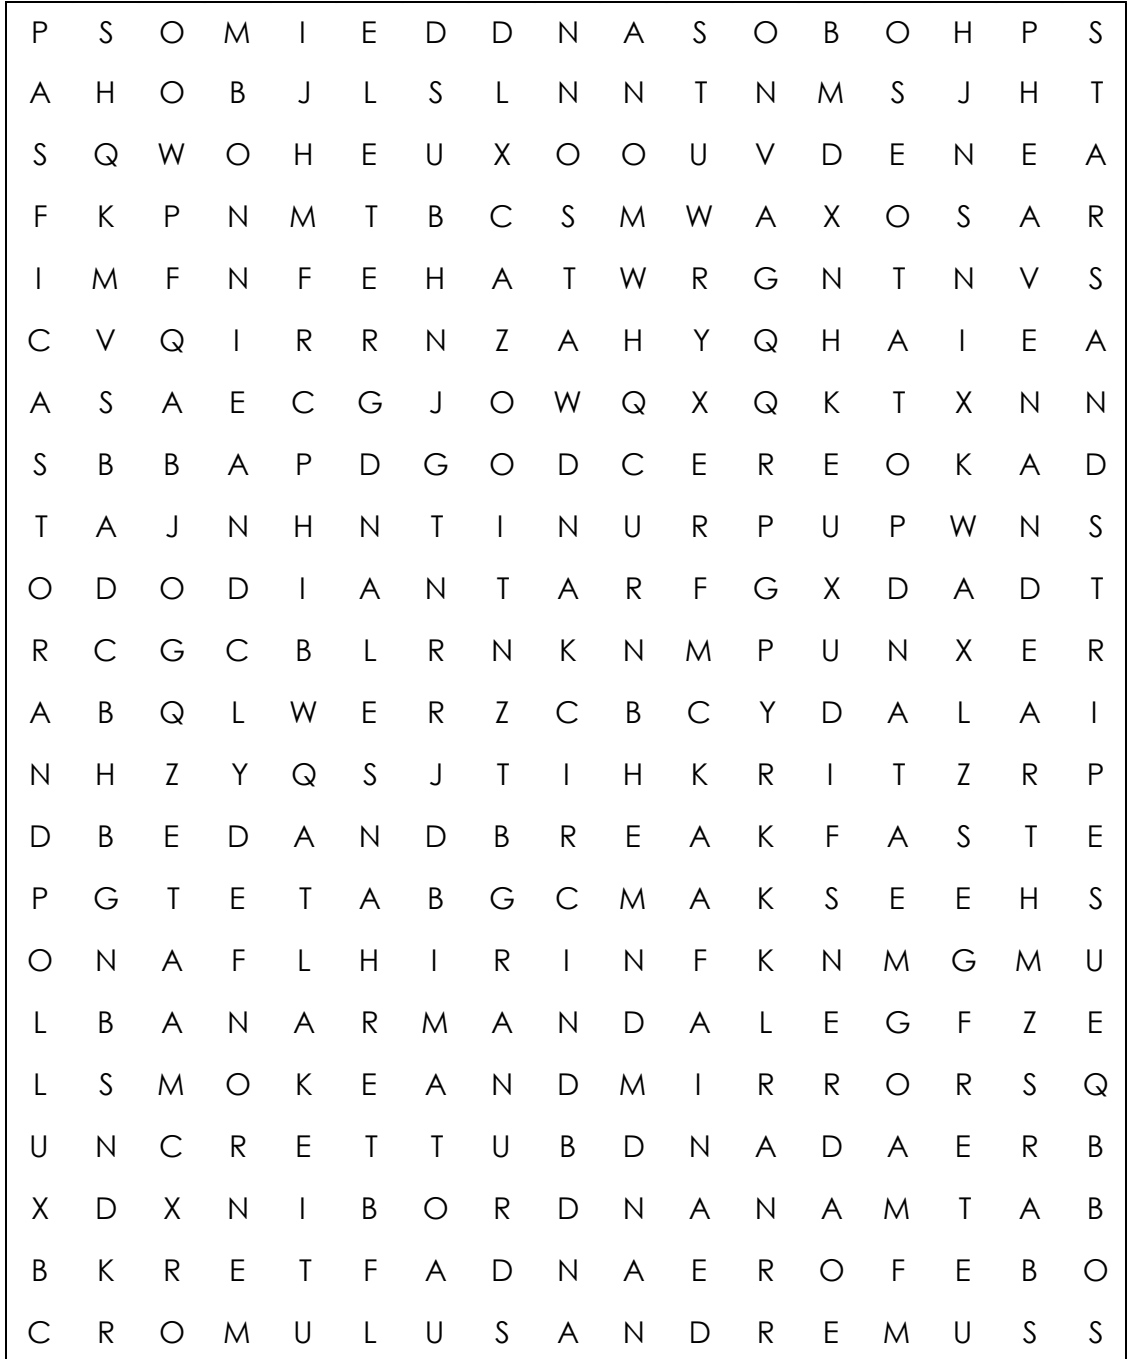 P S O M I E D D N A S O B O H P S
A H O B J L S L N N T N M S J H T
S Q W O H E U X O O U V D E N E A
F K P N M T B C S M W A X O S A R
I M F N F E H A T W R G N T N V S
C V Q I R R N Z A H Y Q H A I E A
A S A E C G J O W Q X Q K T X N N
S B B A P D G O D C E R E O K A D
T A J N H N T I N U R P U P W N S
O D O D I A N T A R F G X D A D T
R C G C B L R N K N M P U N X E R
A B Q L W E R Z C B C Y D A L A I
N H Z Y Q S J T I H K R I T Z R P
D B E D A N D B R E A K F A S T E
P G T E T A B G C M A K S E E H S
O N A F L H I R I N F K N M G M U
L B A N A R M A N D A L E G F Z E
L S M O K E A N D M I R R O R S Q
U N C R E T T U B D N A D A E R B
X D X N I B O R D N A N A M T A B
B K R E T F A D N A E R O F E B O
C R O M U L U S A N D R E M U S S